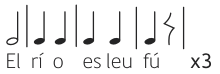 El rí o es leu fú x3